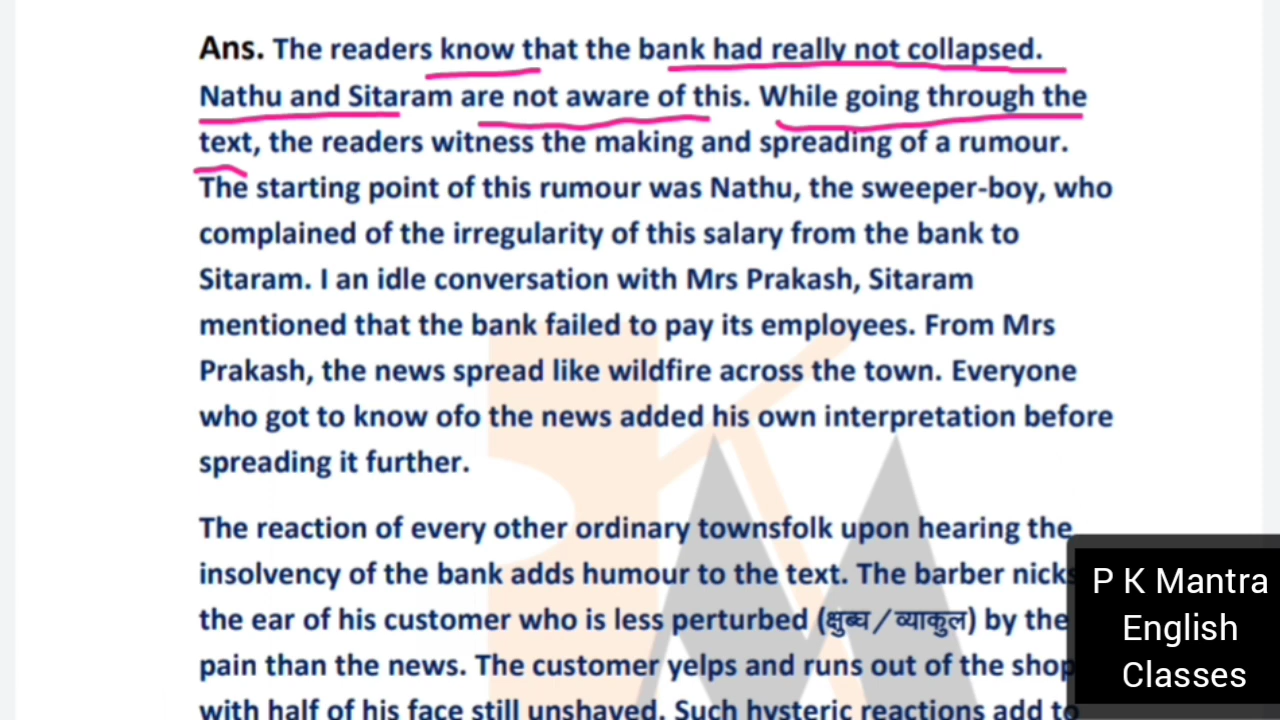 Ans. The readers know that the bank had really not collapsed.
Nathu and Sitaram are not aware of this. While going through the
text, the readers witness the making and spreading of a rumour.
The starting point of this rumour was Nathu, the sweeper-boy, who
complained of the irregularity of this salary from the bank to
Sitaram. I an idle conversation with Mrs Prakash, Sitaram
mentioned that the bank failed to pay its employees. From Mrs
Prakash, the news spread like wildfire across the town. Everyone
who got to know ofo the news added his own interpretation before
spreading it further.
The reaction of every other ordinary townsfolk upon hearing the
insolvency of the bank adds humour to the text. The barber nicks
the ear of his customer who is less perturbed (क्षुब्ध/व्याकुल) by the
pain than the news. The customer yelps and runs out of the shop
with half of his face still unshaved. Such hysteric reactions add to
P K Mantra
English
Classes